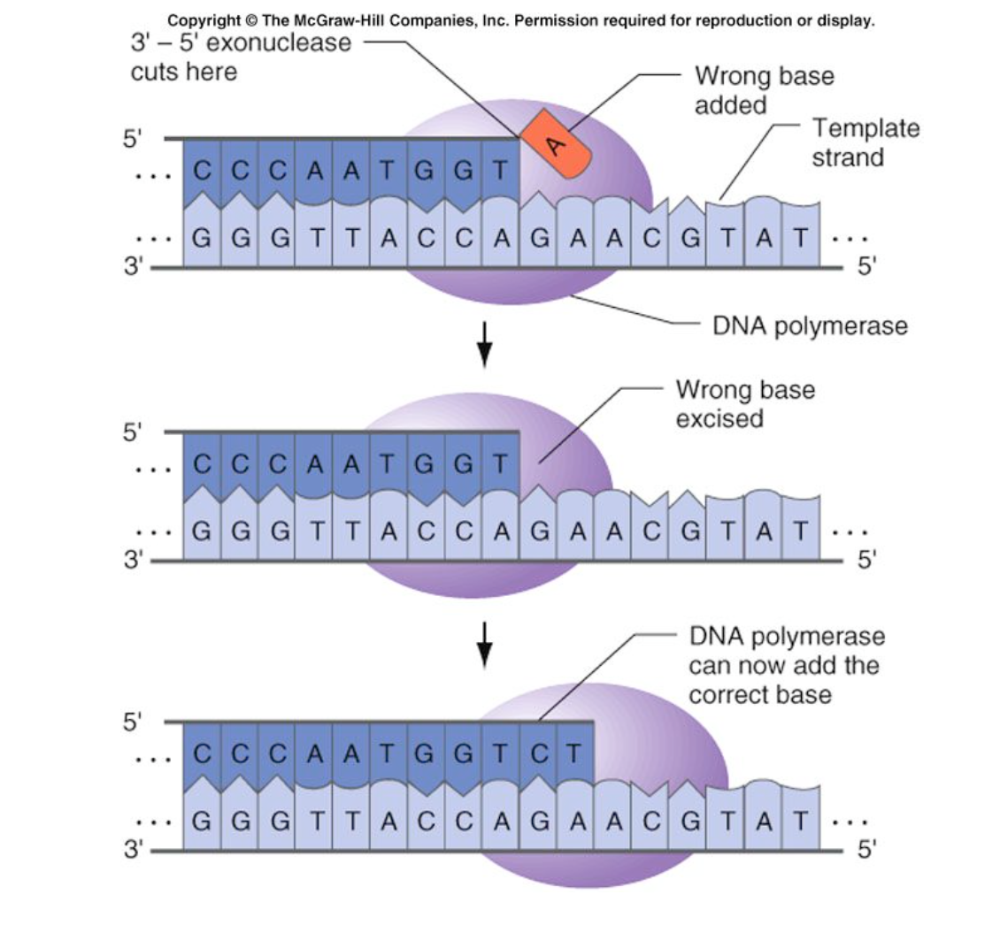 Copyright © The McGraw-Hill Companies, Inc. Permission required for reproduction or display.
3' – 5' exonuclease
cuts here
Wrong base
added
Template
strand
A
5'
... C C C A A T G G T
... G G G T T A C C A G A A C G T A T ...
3' 5'
DNA polymerase
Wrong base
excised
5'
... C C C A A T G G T
... G G G T T A C C A G A A C G T A T ...
3' 5'
DNA polymerase
can now add the
correct base
5'
... C C C A A T G G T C T
... G G G T T A C C A G A A C G T A T ...
3' 5'